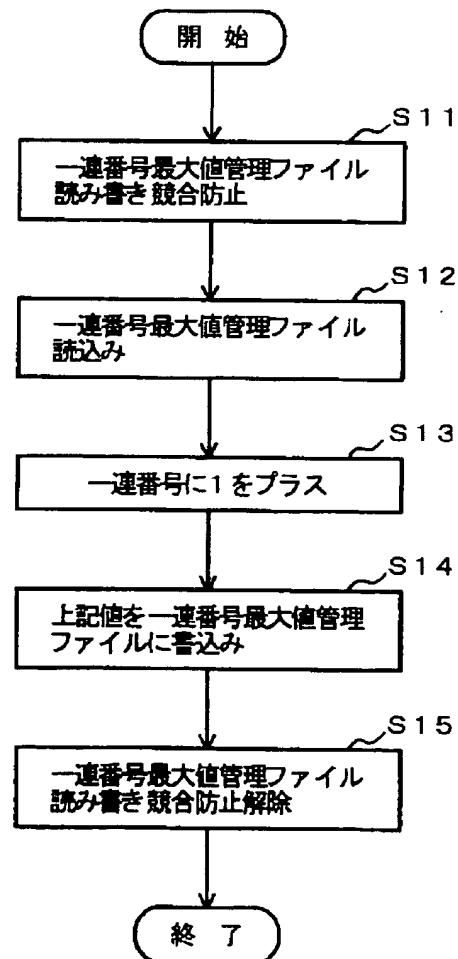 開 始
S11
一連番号最大値管理ファイル
読み書き競合防止
S12
一連番号最大値管理ファイル
読込み
S13
一連番号に1をプラス
S14
上記値を一連番号最大値管理
ファイルに書込み
S15
一連番号最大値管理ファイル
読み書き競合防止解除
終 了